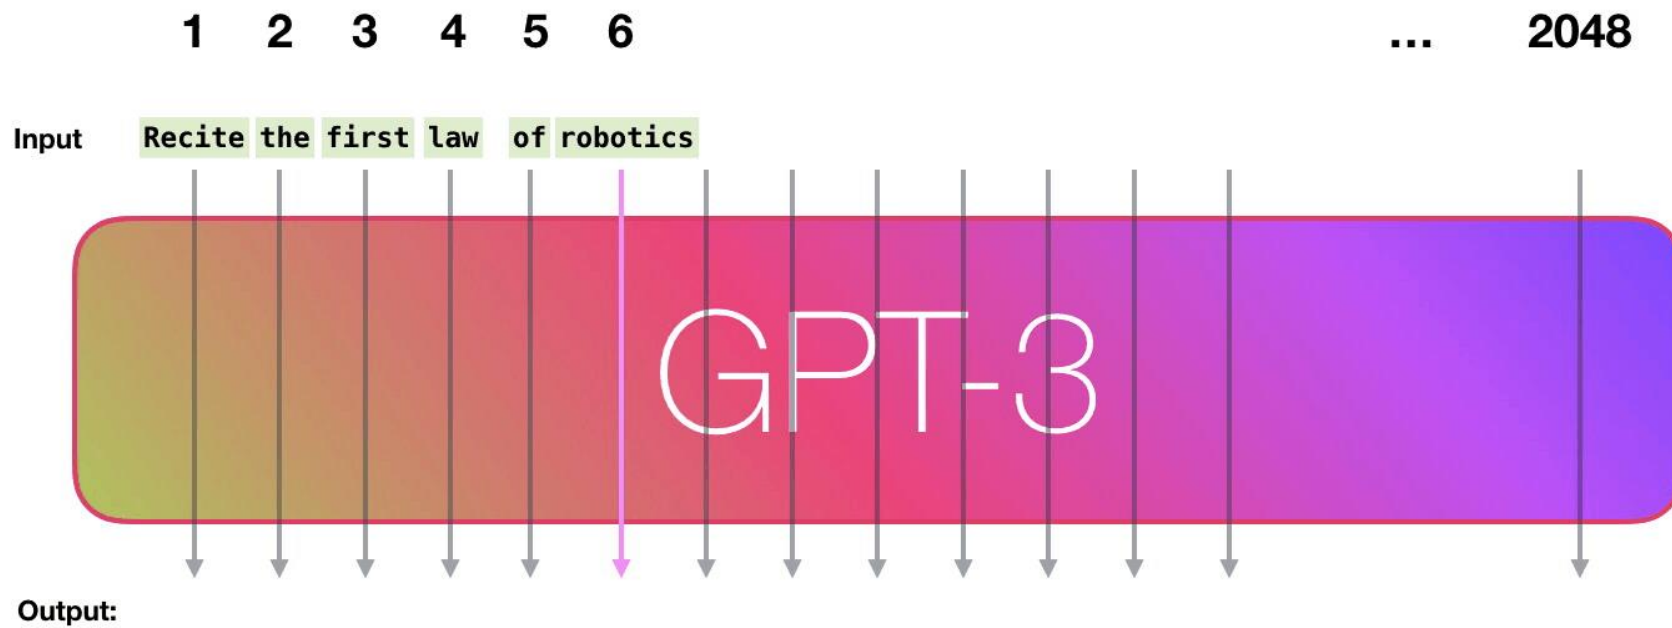 1 2 3 4 5 6 ... 2048
Input Recite the first law of robotics
GPT-3
Output: